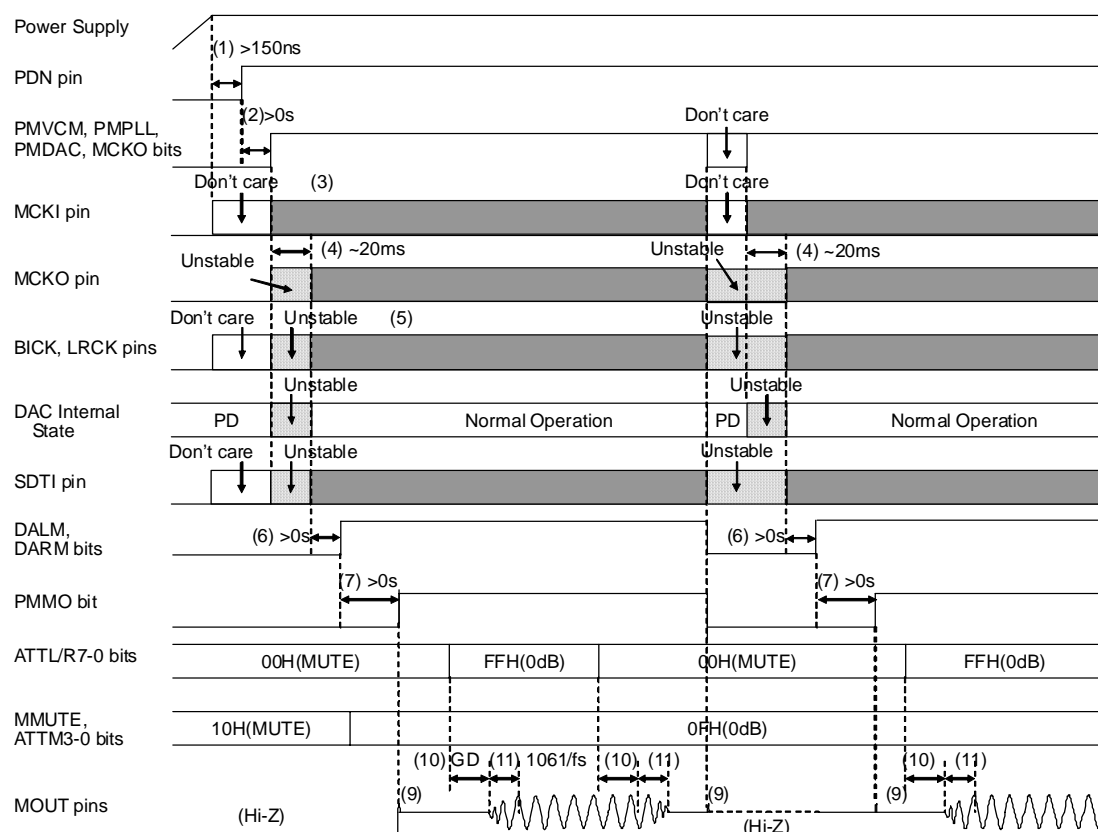 Power Supply
(1) >150ns
PDN pin
(2)>0s
Don't care
PMVCM, PMPLL,
PMDAC, MCKO bits
Don't care (3)
Don't care
MCKI pin
(4) ~20ms
Unstable
(4) ~20ms
Unstable
MCKO pin
Don't care
Unstable (5)
Unstable
BICK, LRCK pins
Unstable
Unstable
DAC Internal
State
PD
Normal Operation
PD
Normal Operation
Don't care
Unstable
Unstable
SDTI pin
DALM,
DARM bits
(6) >0s
(6) >0s
(7) >0s
(7) >0s
PMMO bit
ATTL/R7-0 bits
00H(MUTE)
FFH(0dB)
00H(MUTE)
FFH(0dB)
MMUTE,
ATTM3-0 bits
10H(MUTE)
0FH(0dB)
(10) GD (11) 1061/fs (10) (11)
(10) (11)
MOUT pins
(9)
(9)
(9)
(Hi-Z)
(Hi-Z)